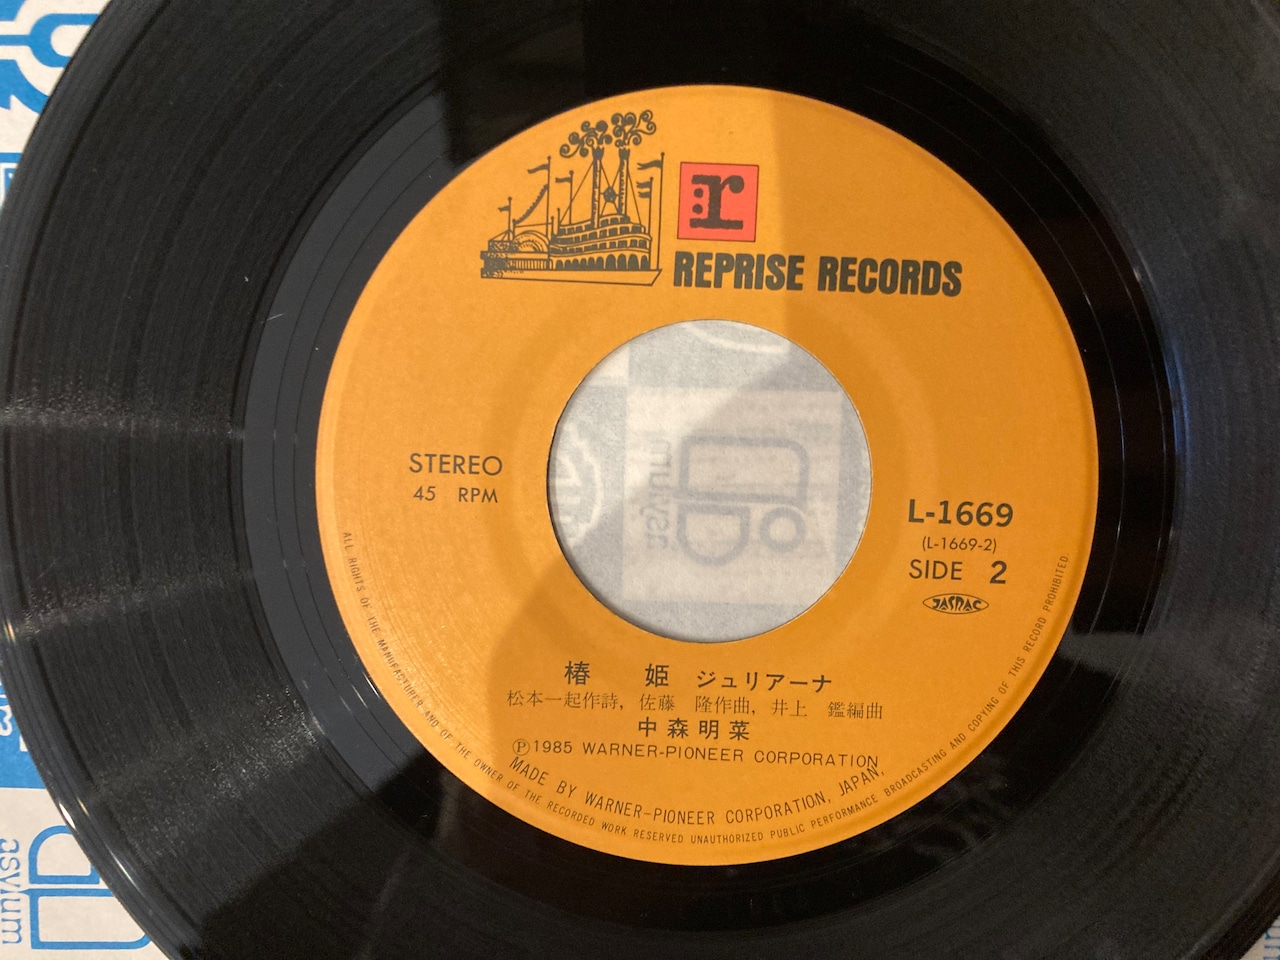 r
REPRISE RECORDS
STEREO
45 RPM
L-1669
(L-1669-2)
SIDE 2
JASRAC
椿 姫 ジュリアーナ
松本一起作詩, 佐藤 隆作曲, 井上 鑑編曲
中森明菜
Ⓟ1985 WARNER-PIONEER CORPORATION
MADE BY WARNER-PIONEER CORPORATION, JAPAN.
ALL RIGHTS OF THE MANUFACTURER AND OF THE OWNER OF THE RECORDED WORK RESERVED UNAUTHORIZED PUBLIC PERFORMANCE BROADCASTING AND COPYING OF THIS RECORD PROHIBITED
asylum
asylum